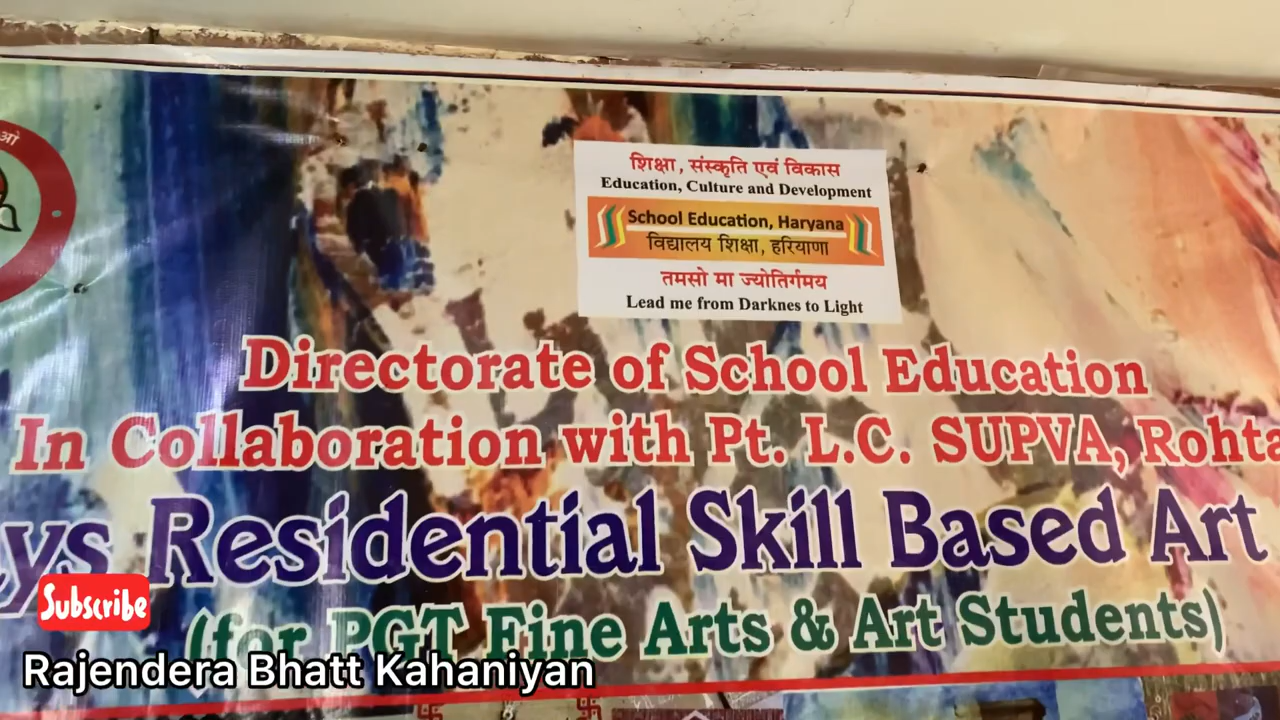 शिक्षा, संस्कृति एवं विकास
Education, Culture and Development
School Education, Haryana
विद्यालय शिक्षा, हरियाणा
तमसो मा ज्योतिर्गमय
Lead me from Darknes to Light
Directorate of School Education
In Collaboration with Pt. L.C. SUPVA, Rohta
ys Residential Skill Based Art
(for PGT Fine Arts & Art Students)
Subscribe
Rajendera Bhatt Kahaniyan